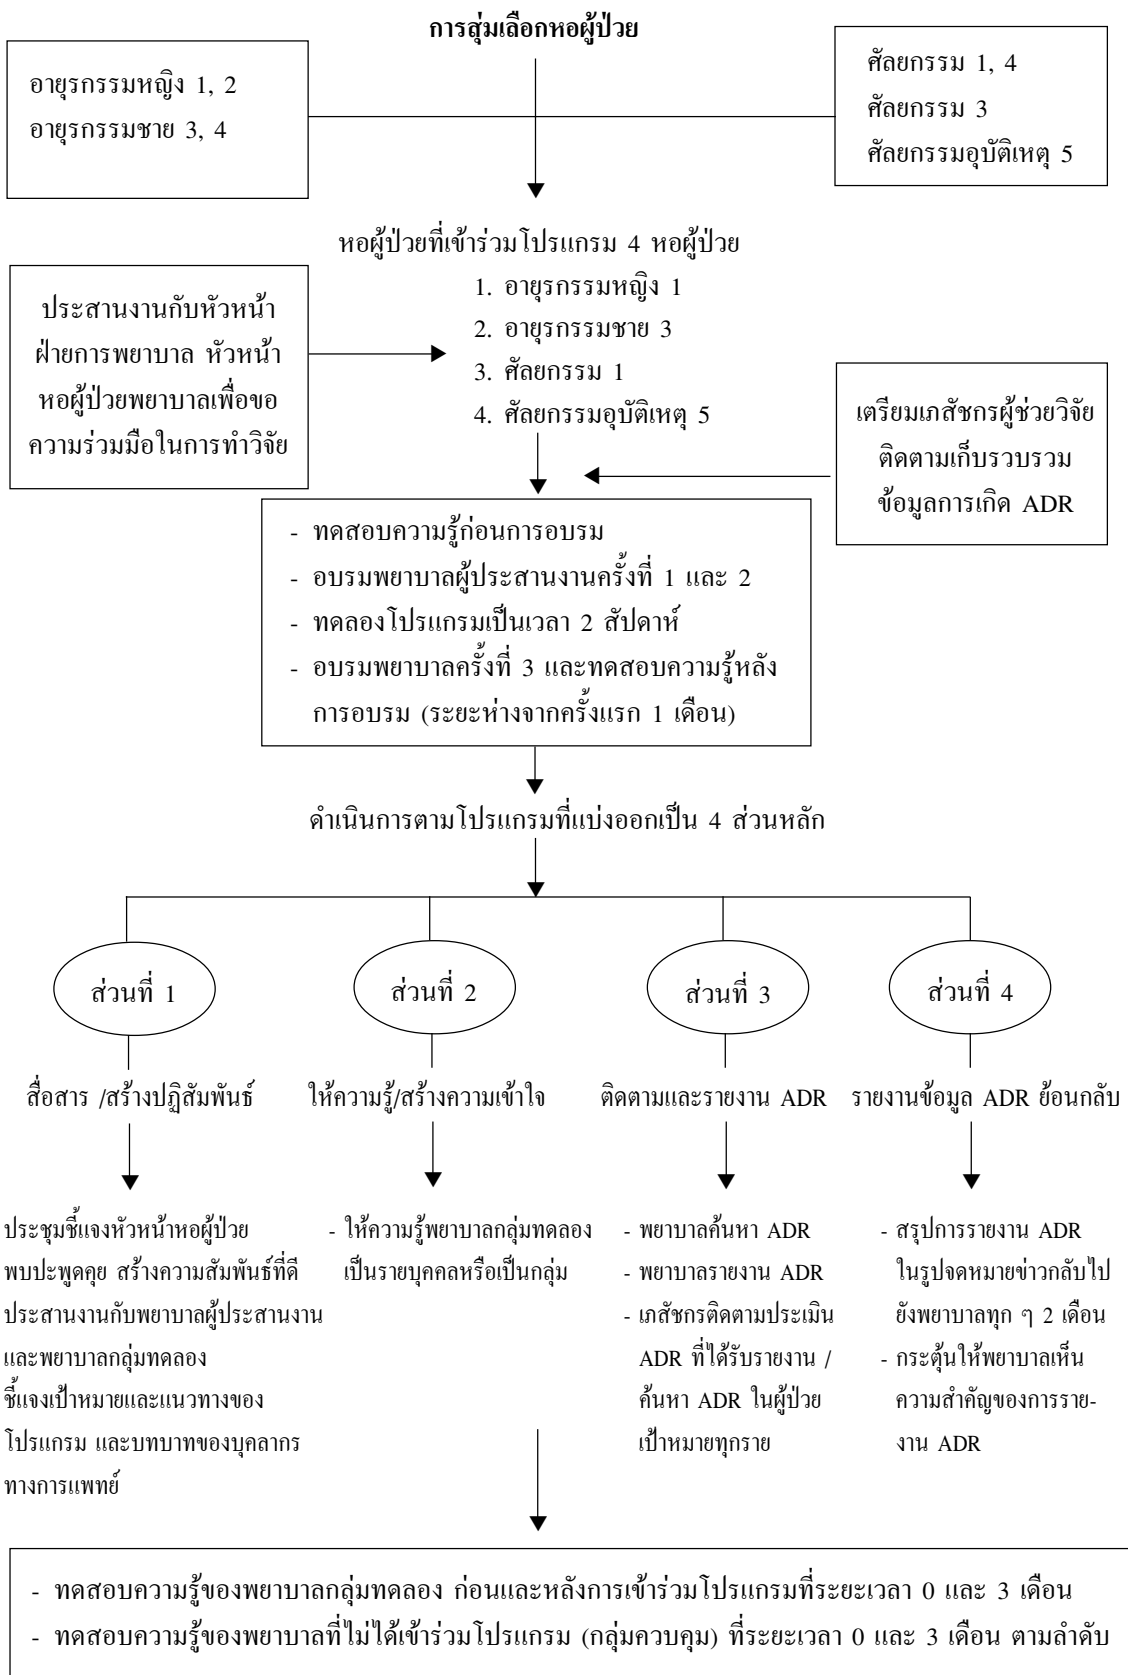 การสุ่มเลือกหอผู้ป่วย
อายุรกรรมหญิง 1, 2
อายุรกรรมชาย 3, 4
ศัลยกรรม 1, 4
ศัลยกรรม 3
ศัลยกรรมอุบัติเหตุ 5
หอผู้ป่วยที่เข้าร่วมโปรแกรม 4 หอผู้ป่วย
1. อายุรกรรมหญิง 1
2. อายุรกรรมชาย 3
3. ศัลยกรรม 1
4. ศัลยกรรมอุบัติเหตุ 5
ประสานงานกับหัวหน้า
ฝ่ายการพยาบาล หัวหน้า
หอผู้ป่วยพยาบาลเพื่อขอ
ความร่วมมือในการทำวิจัย
เตรียมเภสัชกรผู้ช่วยวิจัย
ติดตามเก็บรวบรวม
ข้อมูลการเกิด ADR
- ทดสอบความรู้ก่อนการอบรม
- อบรมพยาบาลผู้ประสานงานครั้งที่ 1 และ 2
- ทดลองโปรแกรมเป็นเวลา 2 สัปดาห์
- อบรมพยาบาลครั้งที่ 3 และทดสอบความรู้หลัง
การอบรม (ระยะห่างจากครั้งแรก 1 เดือน)
ดำเนินการตามโปรแกรมที่แบ่งออกเป็น 4 ส่วนหลัก
ส่วนที่ 1
สื่อสาร /สร้างปฏิสัมพันธ์
ประชุมชี้แจงหัวหน้าหอผู้ป่วย
พบปะพูดคุย สร้างความสัมพันธ์ที่ดี
ประสานงานกับพยาบาลผู้ประสานงาน
และพยาบาลกลุ่มทดลอง
ชี้แจงเป้าหมายและแนวทางของ
โปรแกรม และบทบาทของบุคลากร
ทางการแพทย์
ส่วนที่ 2
ให้ความรู้/สร้างความเข้าใจ
- ให้ความรู้พยาบาลกลุ่มทดลอง
เป็นรายบุคคลหรือเป็นกลุ่ม
ส่วนที่ 3
ติดตามและรายงาน ADR
- พยาบาลค้นหา ADR
- พยาบาลรายงาน ADR
- เภสัชกรติดตามประเมิน
ADR ที่ได้รับรายงาน /
ค้นหา ADR ในผู้ป่วย
เป้าหมายทุกราย
ส่วนที่ 4
รายงานข้อมูล ADR ย้อนกลับ
- สรุปการรายงาน ADR
ในรูปจดหมายข่าวกลับไป
ยังพยาบาลทุก ๆ 2 เดือน
- กระตุ้นให้พยาบาลเห็น
ความสำคัญของการราย-
งาน ADR
- ทดสอบความรู้ของพยาบาลกลุ่มทดลอง ก่อนและหลังการเข้าร่วมโปรแกรมที่ระยะเวลา 0 และ 3 เดือน
- ทดสอบความรู้ของพยาบาลที่ไม่ได้เข้าร่วมโปรแกรม (กลุ่มควบคุม) ที่ระยะเวลา 0 และ 3 เดือน ตามลำดับ